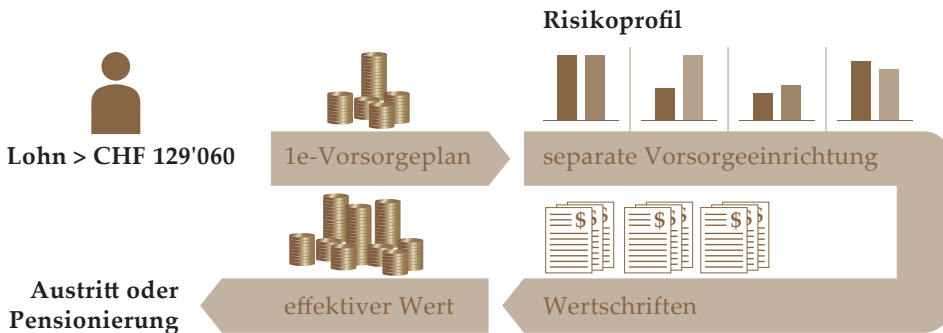 Risikoprofil
Lohn > CHF 129'060
1e-Vorsorgeplan
separate Vorsorgeeinrichtung
$ $ $
$ $ $
$ $ $
Austritt oder
Pensionierung
effektiver Wert
Wertschriften